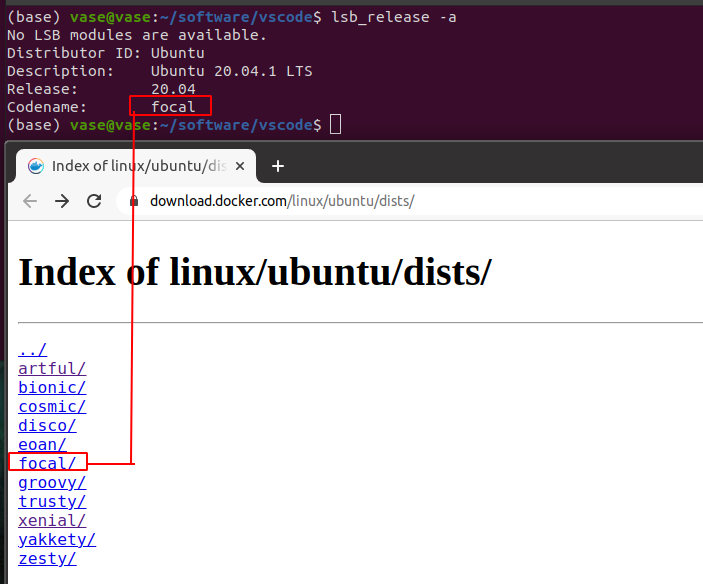 (base) vase@vase:~/software/vscode$ lsb_release -a
No LSB modules are available.
Distributor ID: Ubuntu
Description:    Ubuntu 20.04.1 LTS
Release:        20.04
Codename:       focal
(base) vase@vase:~/software/vscode$
Index of linux/ubuntu/dis
download.docker.com/linux/ubuntu/dists/
Index of linux/ubuntu/dists/
../
artful/
bionic/
cosmic/
disco/
eoan/
focal/
groovy/
trusty/
xenial/
yakkety/
zesty/